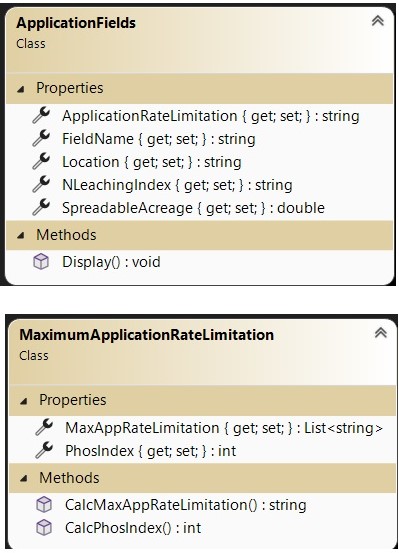 ApplicationFields
Class
Properties
ApplicationRateLimitation { get; set; } : string
FieldName { get; set; } : string
Location { get; set; } : string
NLeachingIndex { get; set; } : string
SpreadableAcreage { get; set; } : double
Methods
Display() : void
MaximumApplicationRateLimitation
Class
Properties
MaxAppRateLimitation { get; set; } : List<string>
PhosIndex { get; set; } : int
Methods
CalcMaxAppRateLimitation() : string
CalcPhosIndex() : int